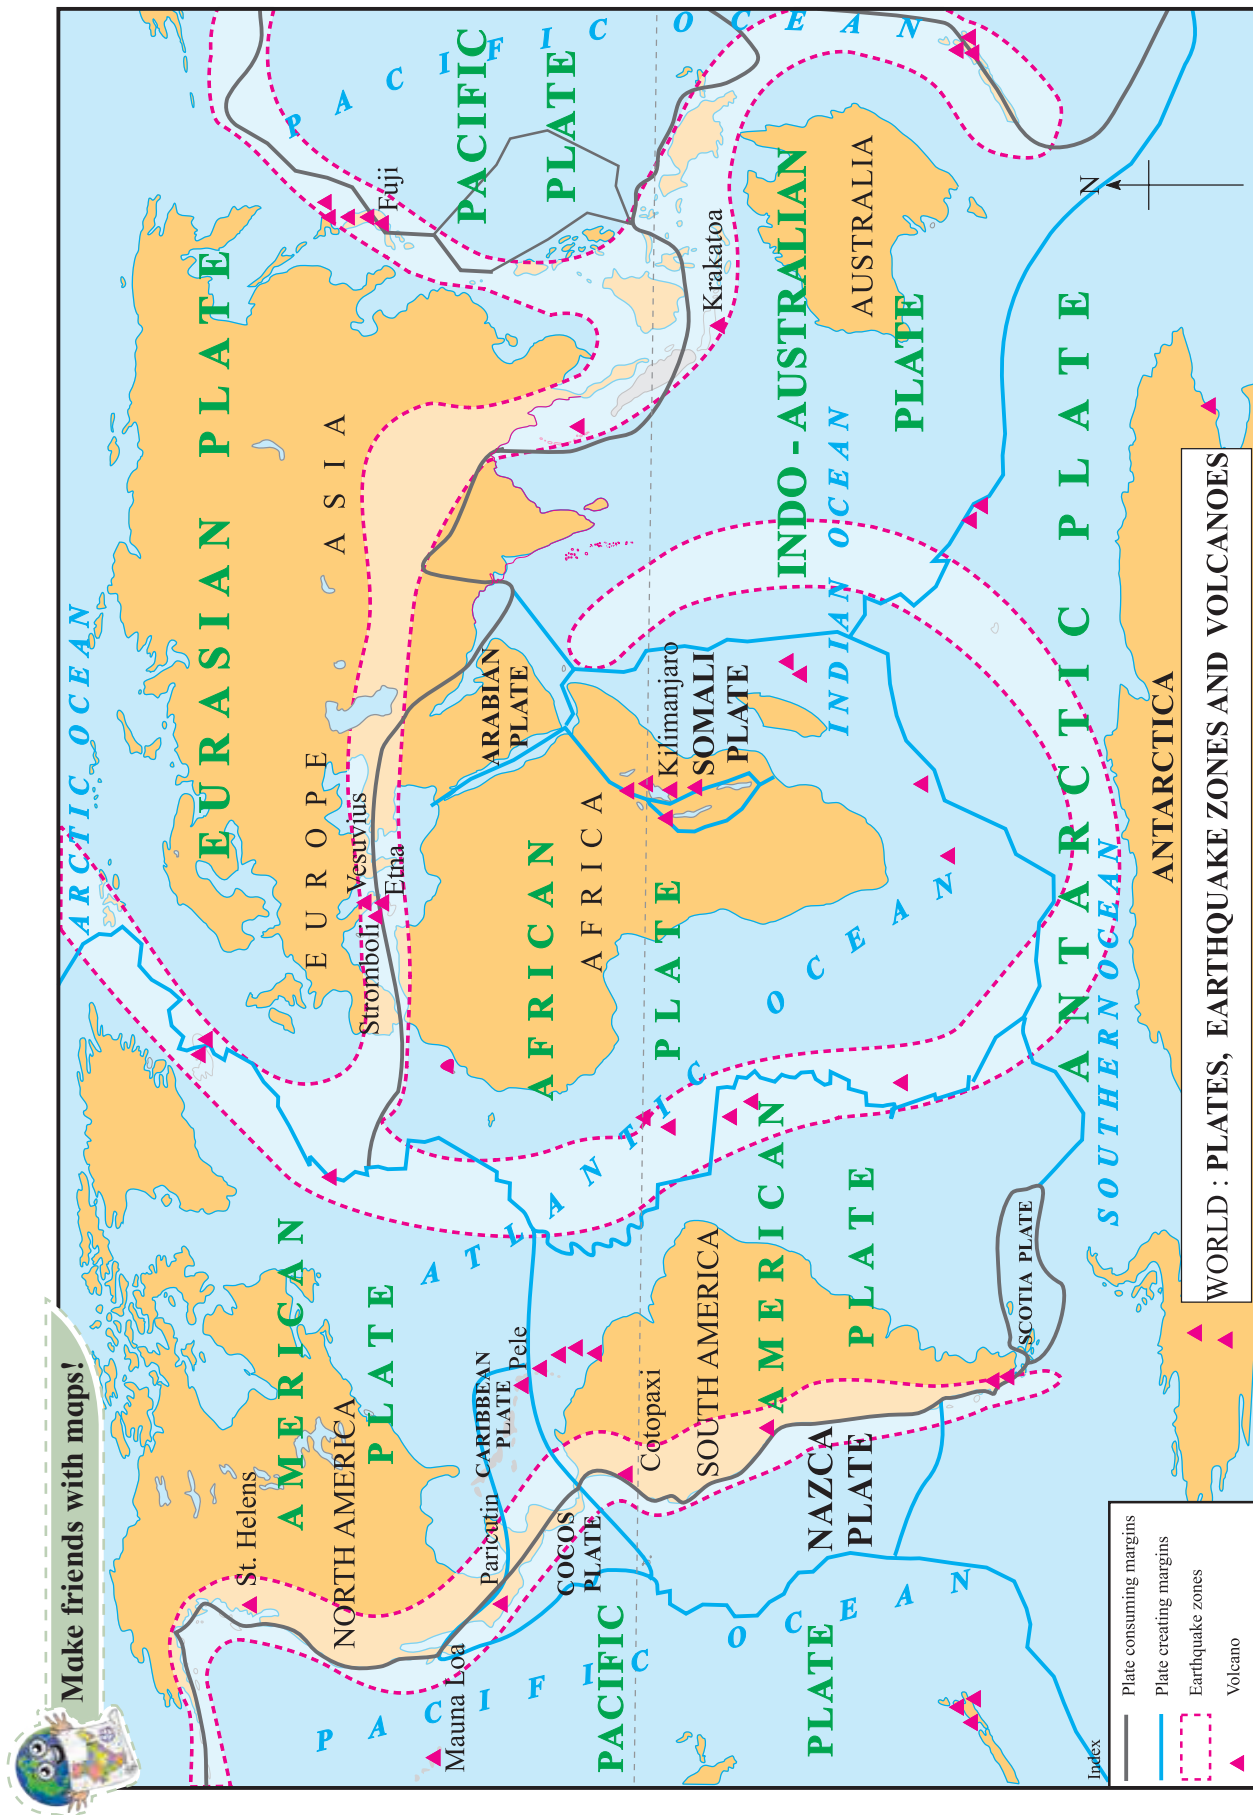 Make friends with maps!
ARCTIC OCEAN
EURASIAN PLATE
EUROPE
ASIA
St. Helens
NORTH AMERICA
AMERICAN
PLATE
Vesuvius
Stromboli
Etna
Fuji
PACIFIC OCEAN
PACIFIC
PLATE
Mauna Loa
Paricutin
CARIBBEAN
PLATE
Pele
COCOS
PLATE
ATLANTIC OCEAN
AFRICAN
PLATE
AFRICA
ARABIAN
PLATE
Kilimanjaro
SOMALI
PLATE
Krakatoa
PACIFIC OCEAN
PACIFIC
PLATE
Cotopaxi
SOUTH AMERICA
AMERICAN
PLATE
NAZCA
PLATE
INDIAN OCEAN
INDO - AUSTRALIAN
PLATE
AUSTRALIA
SCOTIA PLATE
ANTARCTIC PLATE
SOUTHERN OCEAN
ANTARCTICA
N
Index
Plate consuming margins
Plate creating margins
Earthquake zones
Volcano
WORLD : PLATES, EARTHQUAKE ZONES AND VOLCANOES